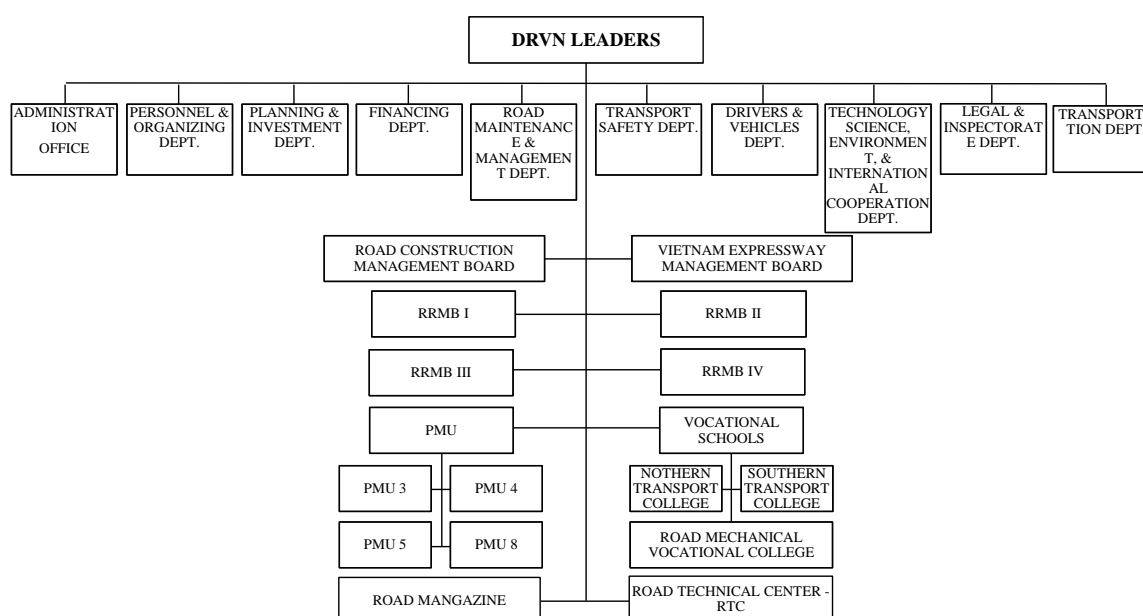 DRVN LEADERS
ADMINISTRAT
ION
OFFICE
PERSONNEL &
ORGANIZING
DEPT.
PLANNING &
INVESTMENT
DEPT.
FINANCING
DEPT.
ROAD
MAINTENANC
E &
MANAGEMEN
T DEPT.
TRANSPORT
SAFETY DEPT.
DRIVERS &
VEHICLES
DEPT.
TECHNOLOGY
SCIENCE,
ENVIRONMEN
T, &
INTERNATION
AL
COOPERATION
DEPT.
LEGAL &
INSPECTORAT
E DEPT.
TRANSPORT
TION DEPT
ROAD CONSTRUCTION
MANAGEMENT BOARD
VIETNAM EXPRESSWAY
MANAGEMENT BOARD
RRMB I
RRMB II
RRMB III
RRMB IV
PMU
VOCATIONAL
SCHOOLS
PMU 3
PMU 4
NOTHERN
TRANSPORT
COLLEGE
SOUTHERN
TRANSPORT
COLLEGE
PMU 5
PMU 8
ROAD MECHANICAL
VOCATIONAL COLLEGE
ROAD MANGAZINE
ROAD TECHNICAL CENTER -
RTC